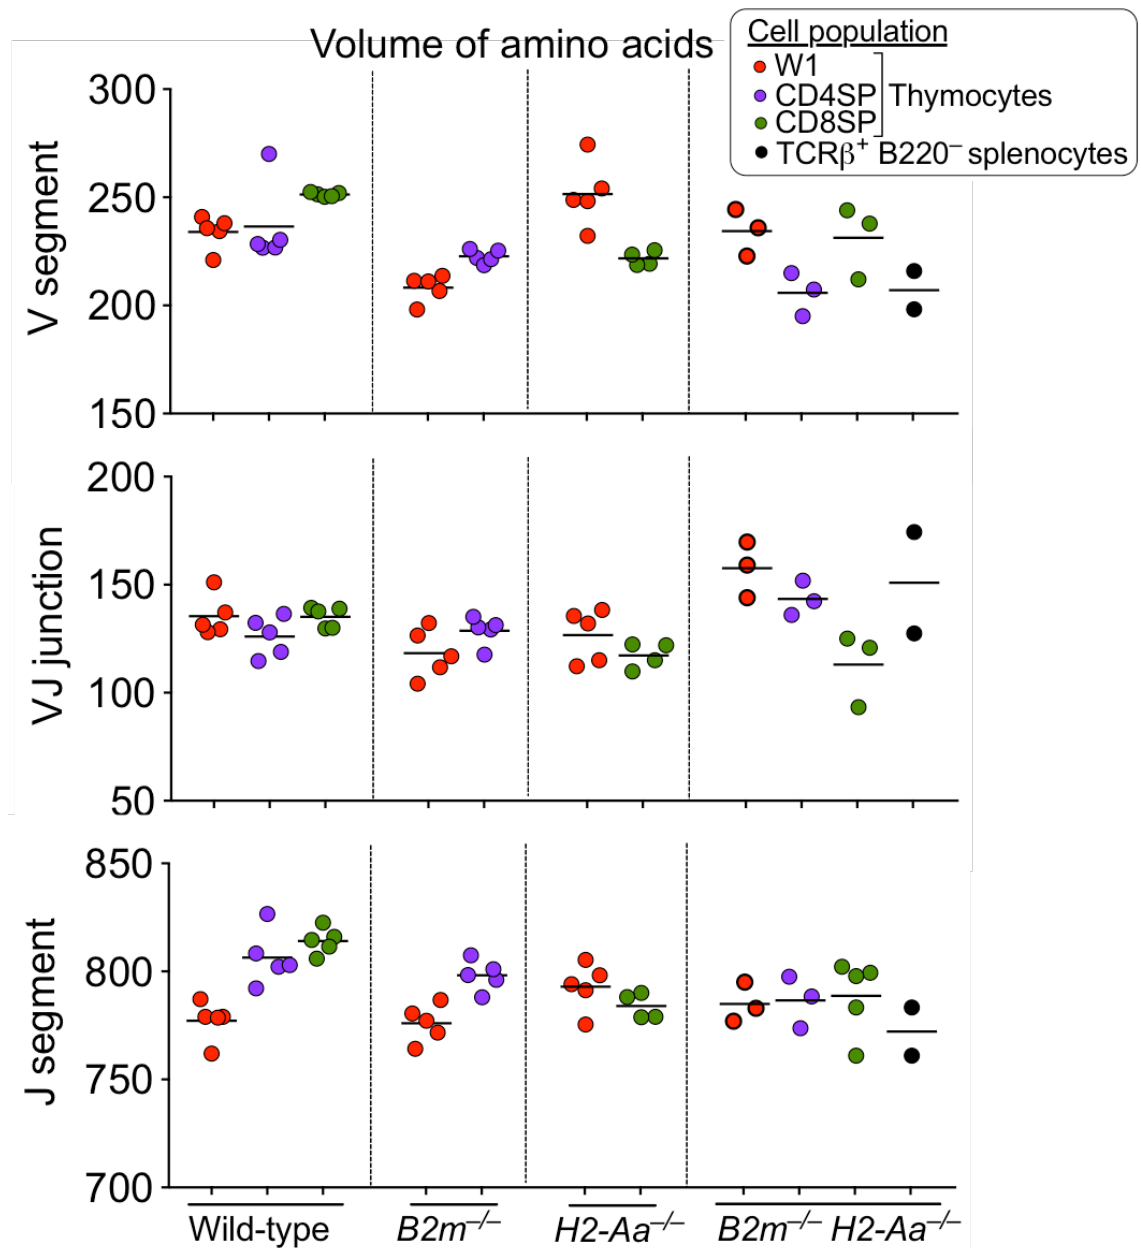 Volume of amino acids
Cell population
W1
CD4SP
CD8SP
Thymocytes
TCRβ⁺ B220⁻ splenocytes
V segment
300
250
200
150
VJ junction
200
150
100
50
J segment
850
800
750
700
Wild-type
B2m⁻/⁻
H2-Aa⁻/⁻
B2m⁻/⁻ H2-Aa⁻/⁻